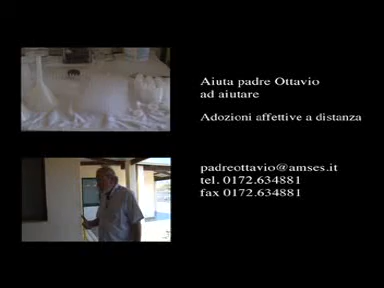 Aiuta padre Ottavio
ad aiutare
Adozioni affettive a distanza
padreottavio@amses.it
tel. 0172.634881
fax 0172.634881